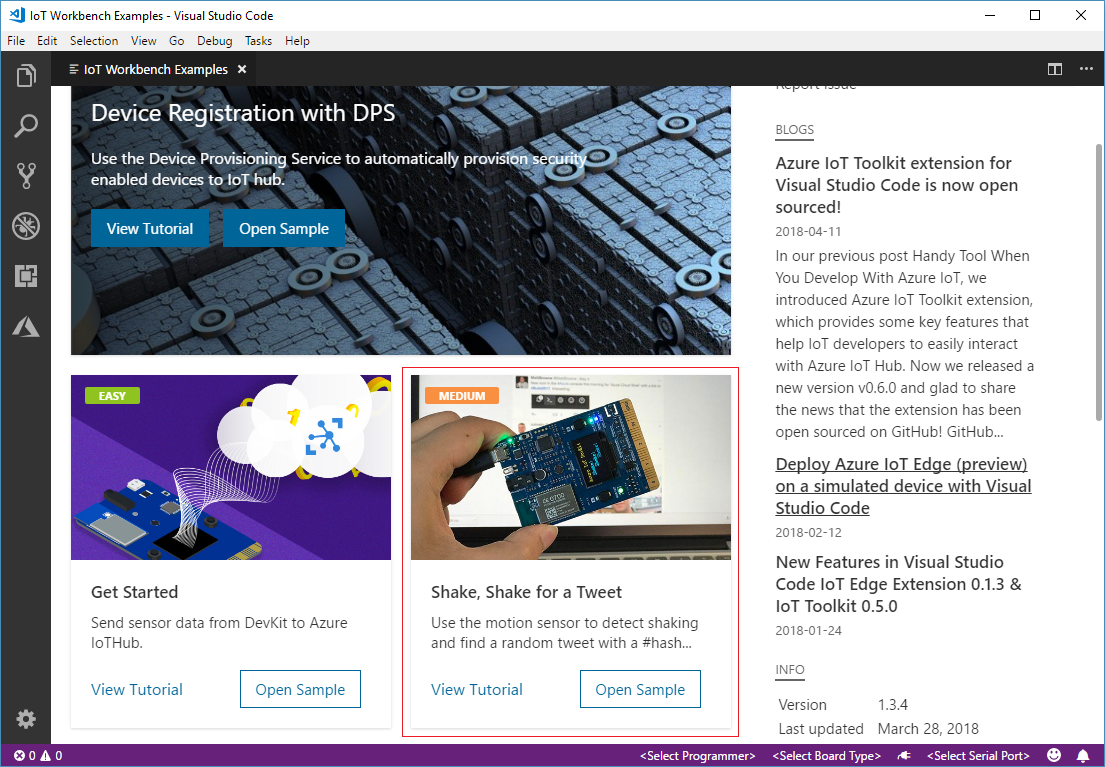 IoT Workbench Examples - Visual Studio Code
File Edit Selection View Go Debug Tasks Help
IoT Workbench Examples
Device Registration with DPS
Use the Device Provisioning Service to automatically provision security
enabled devices to IoT hub.
View Tutorial Open Sample
EASY
Get Started
Send sensor data from DevKit to Azure
IoTHub.
View Tutorial Open Sample
MEDIUM
Shake, Shake for a Tweet
Use the motion sensor to detect shaking
and find a random tweet with a #hash...
View Tutorial Open Sample
Report Issue
BLOGS
Azure IoT Toolkit extension for
Visual Studio Code is now open
sourced!
2018-04-11
In our previous post Handy Tool When
You Develop With Azure IoT, we
introduced Azure IoT Toolkit extension,
which provides some key features that
help IoT developers to easily interact
with Azure IoT Hub. Now we released a
new version v0.6.0 and glad to share
the news that the extension has been
open sourced on GitHub! GitHub...
Deploy Azure IoT Edge (preview)
on a simulated device with Visual
Studio Code
2018-02-12
New Features in Visual Studio
Code IoT Edge Extension 0.1.3 &
IoT Toolkit 0.5.0
2018-01-24
INFO
Version 1.3.4
Last updated March 28, 2018
0 0 <Select Programmer> <Select Board Type> <Select Serial Port>